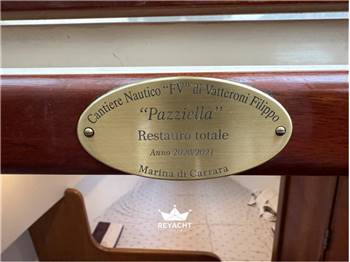 Cantiere Nautico "FV" di Vatteroni Filippo
"Pazziella"
Restauro totale
Anno 2020/2021
Marina di Carrara
REYACHT